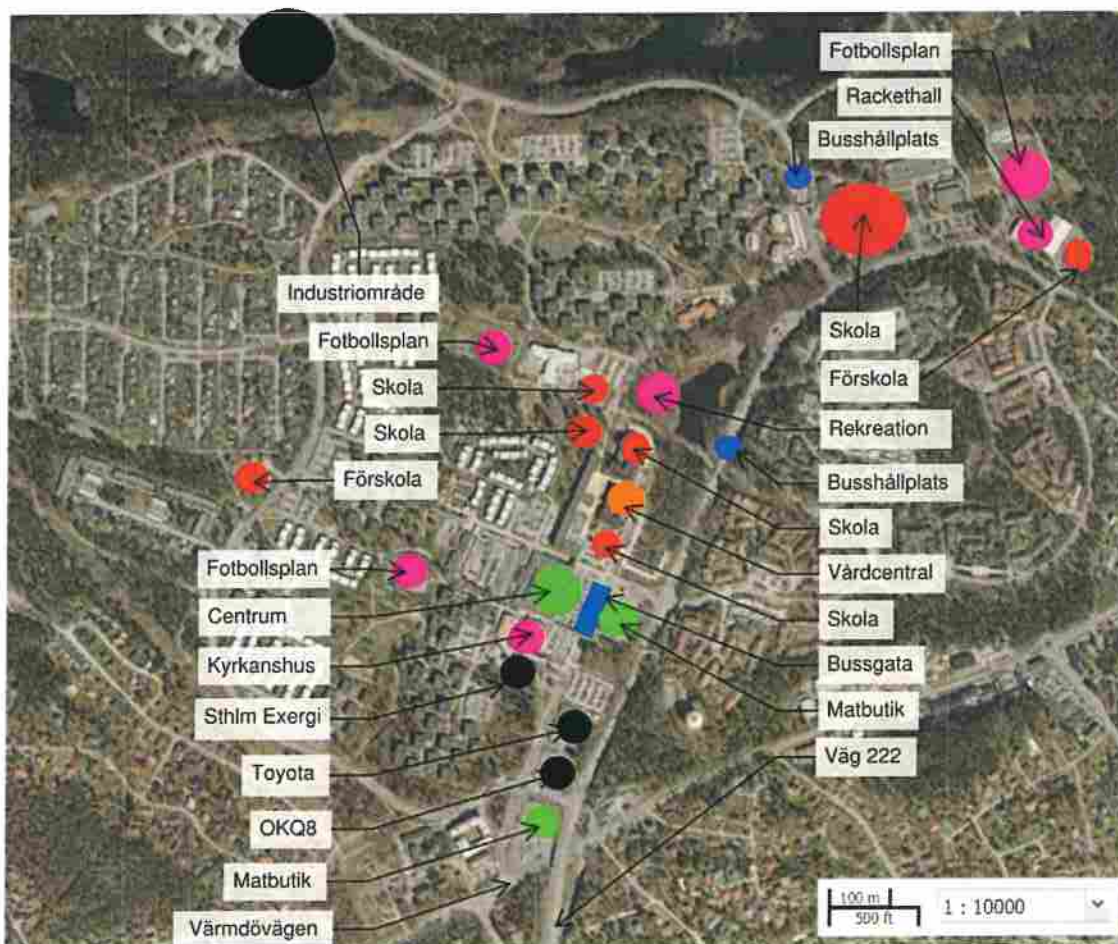 Fotbollsplan
Rackethall
Busshållplats
Industriområde
Fotbollsplan
Skola
Skola
Förskola
Fotbollsplan
Centrum
Kyrkanshus
Sthlm Exergi
Toyota
OKQ8
Matbutik
Värmdövägen
Skola
Förskola
Rekreation
Busshållplats
Skola
Vårdcentral
Skola
Bussgata
Matbutik
Väg 222
100 m
500 ft
1 : 10000